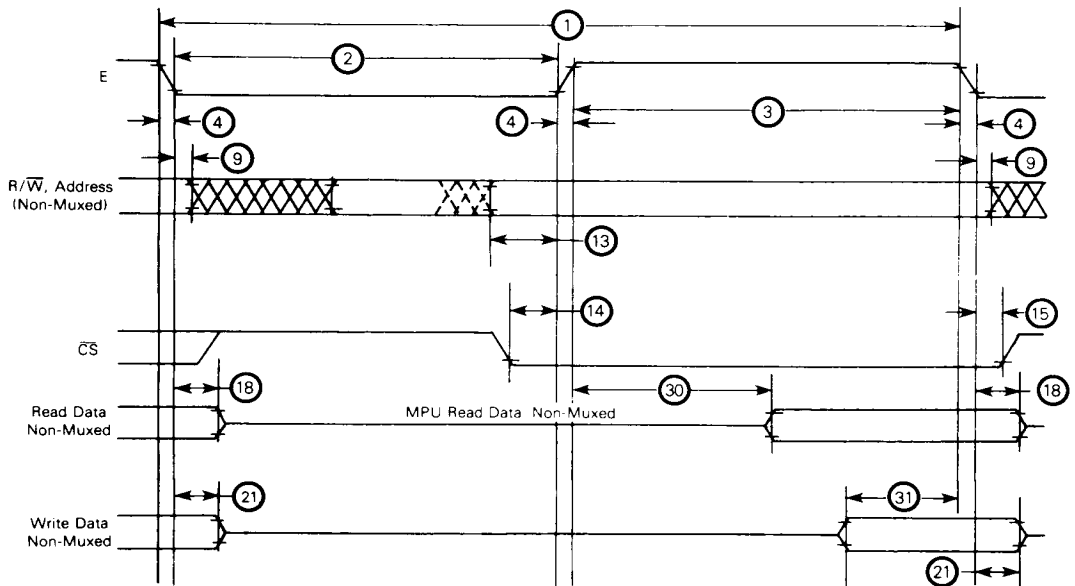 1
2
E
3
4
4
4
9
9
R/W̅, Address
(Non-Muxed)
13
14
15
C̅S̅
30
18
18
Read Data
Non-Muxed
MPU Read Data Non-Muxed
21
31
Write Data
Non-Muxed
21